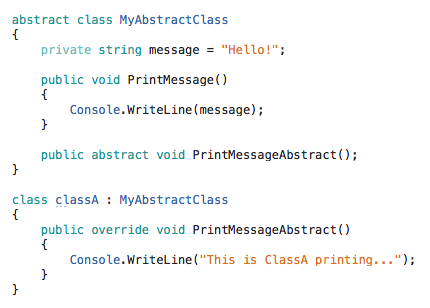 abstract class MyAbstractClass
{
    private string message = "Hello!";

    public void PrintMessage()
    {
        Console.WriteLine(message);
    }

    public abstract void PrintMessageAbstract();
}

class classA : MyAbstractClass
{
    public override void PrintMessageAbstract()
    {
        Console.WriteLine("This is ClassA printing...");
    }
}